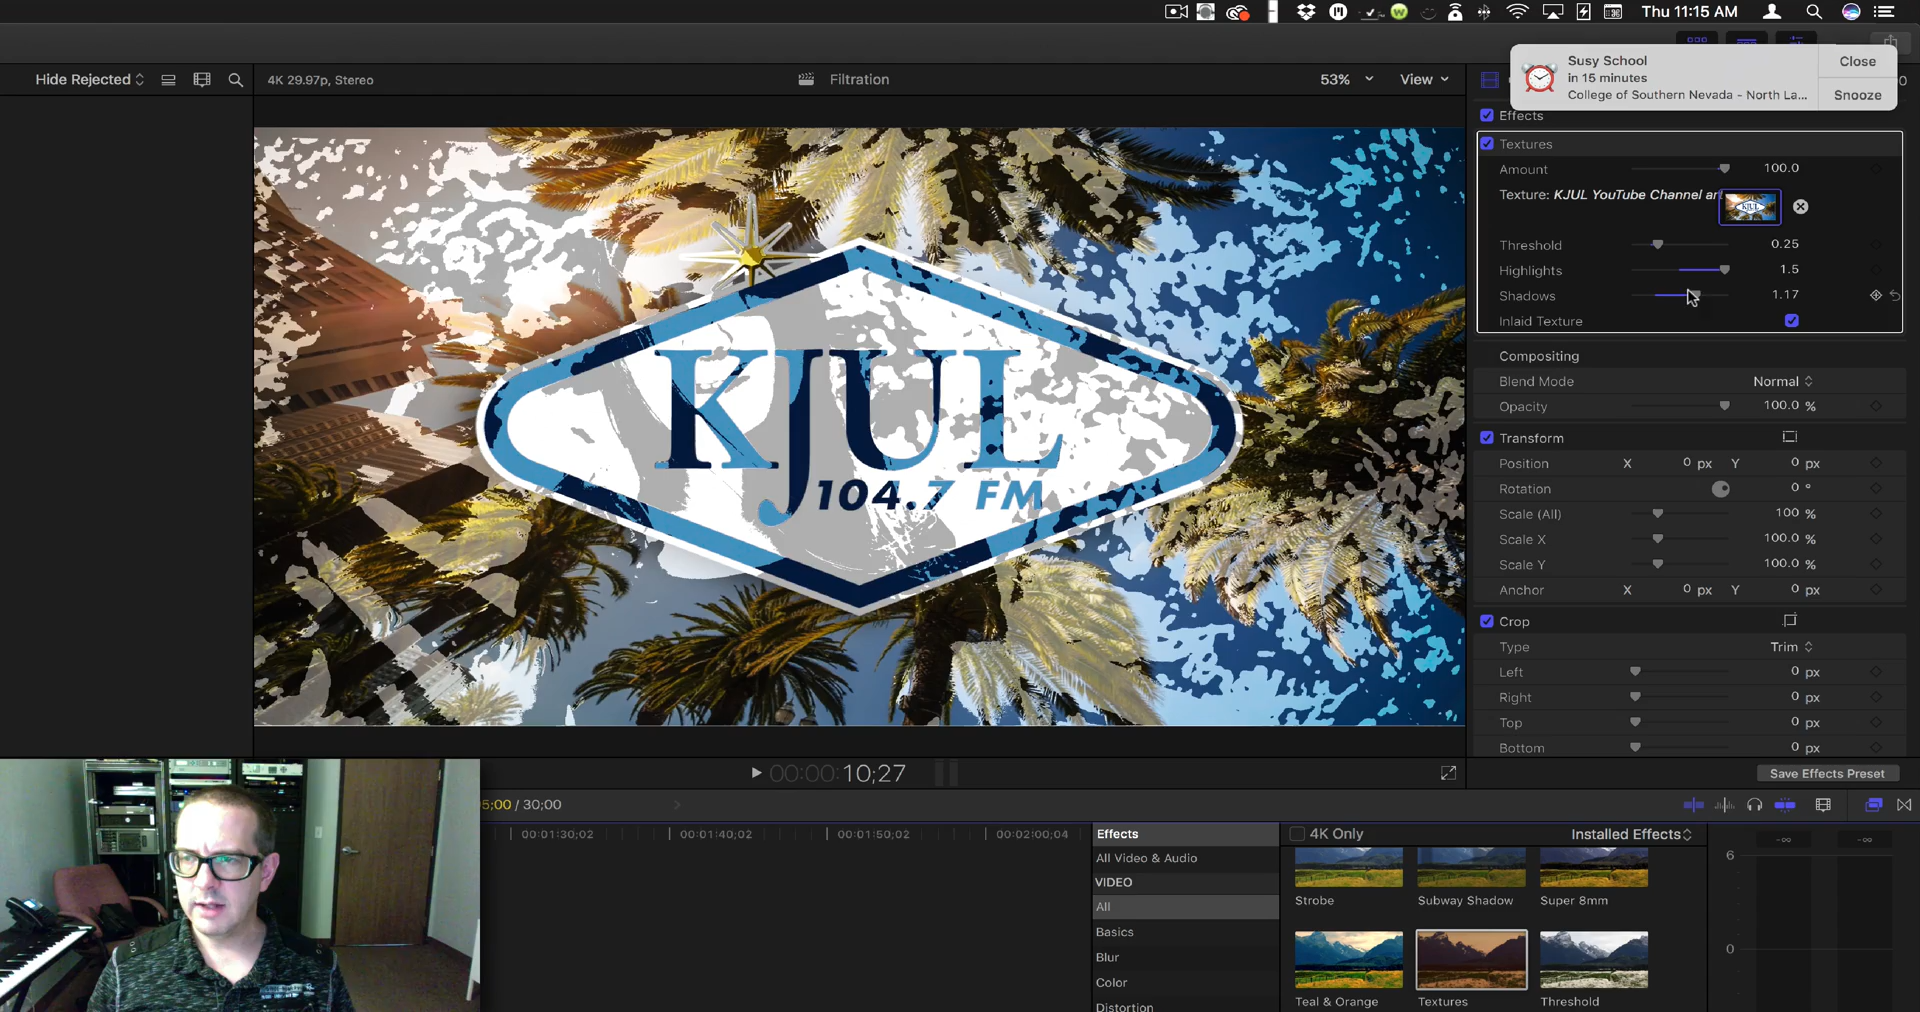 Thu 11:15 AM
Hide Rejected
4K 29.97p, Stereo
Filtration
53%
View
Susy School
in 15 minutes
College of Southern Nevada - North La...
Close
Snooze
Effects
Textures
Amount 100.0
Texture: KJUL YouTube Channel ar
Threshold 0.25
Highlights 1.5
Shadows 1.17
Inlaid Texture
Compositing
Blend Mode Normal
Opacity 100.0 %
Transform
Position X 0 px Y 0 px
Rotation 0 °
Scale (All) 100 %
Scale X 100.0 %
Scale Y 100.0 %
Anchor X 0 px Y 0 px
Crop
Type Trim
Left 0 px
Right 0 px
Top 0 px
Bottom 0 px
Save Effects Preset
KJUL
104.7 FM
00:00:10;27
5;00 / 30;00
00:01:30;02 00:01:40;02 00:01:50;02 00:02:00;04
Effects
All Video & Audio
VIDEO
All
Basics
Blur
Color
Distortion
4K Only
Installed Effects
Strobe Subway Shadow Super 8mm
Teal & Orange Textures Threshold
-∞ -∞
6
0